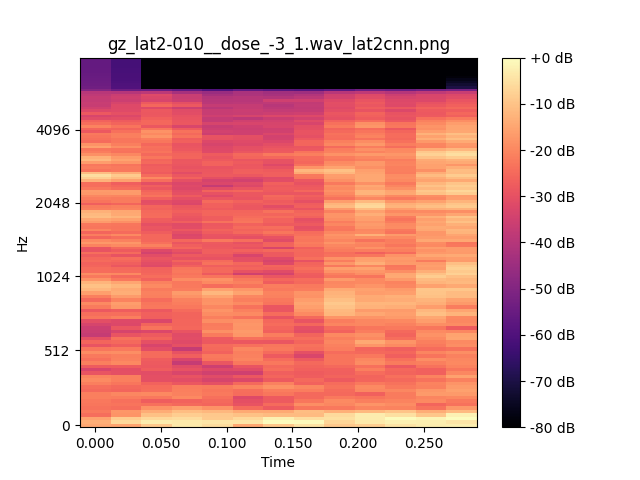 gz_lat2-010__dose_-3_1.wav_lat2cnn.png
+0 dB
-10 dB
-20 dB
-30 dB
-40 dB
-50 dB
-60 dB
-70 dB
-80 dB
4096
2048
1024
512
0
Hz
0.000 0.050 0.100 0.150 0.200 0.250
Time